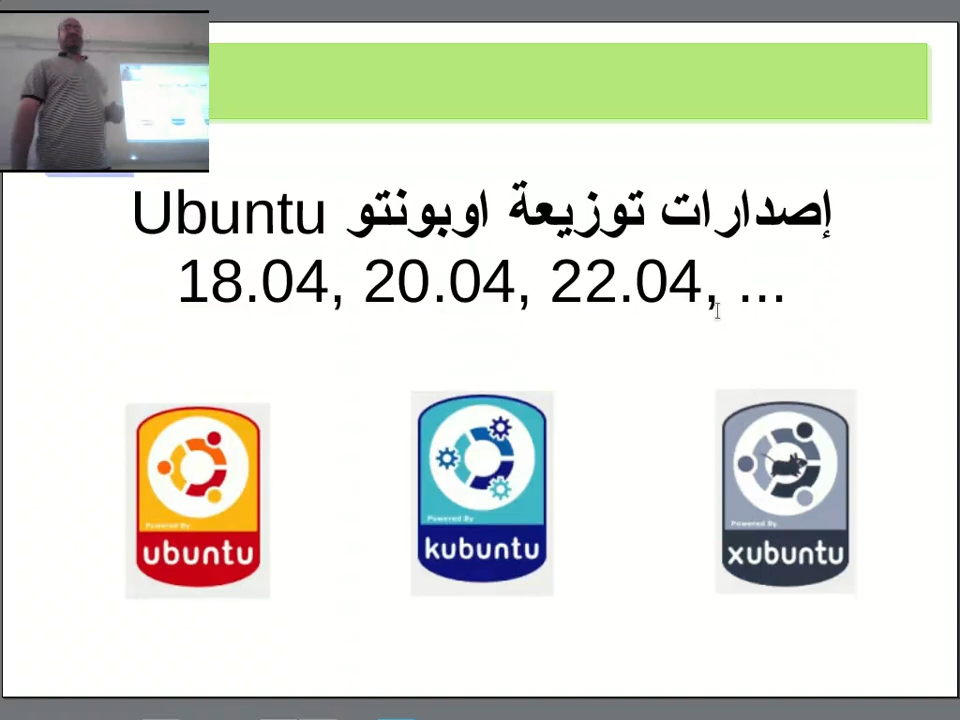 إصدارات توزيعة اوبونتو Ubuntu
18.04, 20.04, 22.04, ...
Powered By
ubuntu
Powered By
kubuntu
Powered By
xubuntu